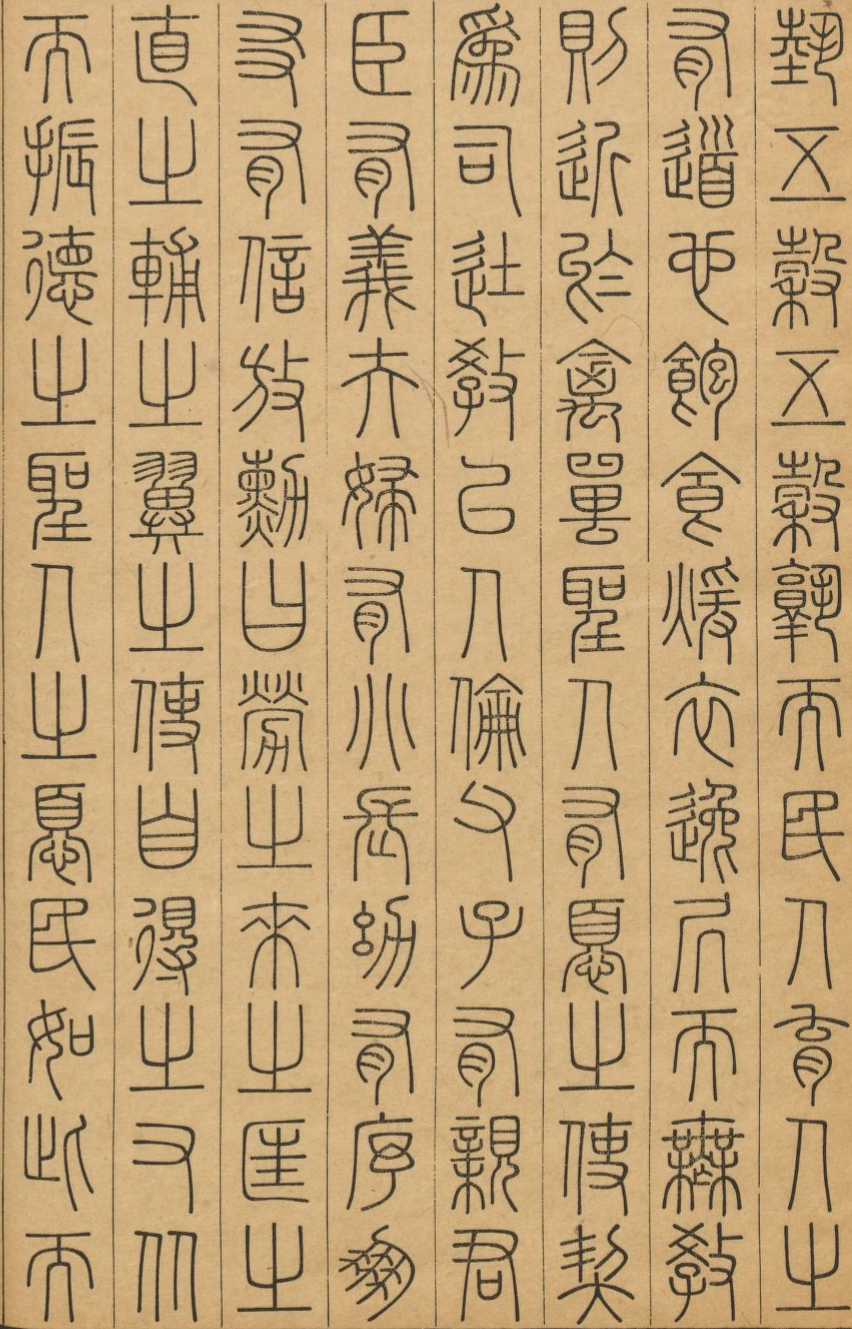 埶五穀五穀孰而民人育人之
有道也飽食煖衣逸居而無教
則近於禽獸聖人有憂之使契
爲司徒教以人倫父子有親君
臣有義夫婦有別長幼有序朋
友有信放勳曰勞之來之匡之
直之輔之翼之使自得之又從
而振德之聖人之憂民如此而